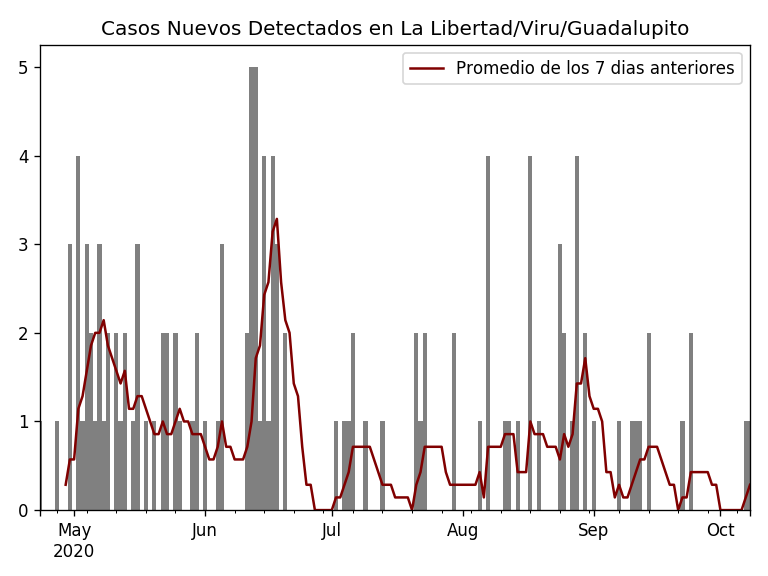 Casos Nuevos Detectados en La Libertad/Viru/Guadalupito
Promedio de los 7 dias anteriores
5
4
3
2
1
0
May Jun Jul Aug Sep Oct
2020